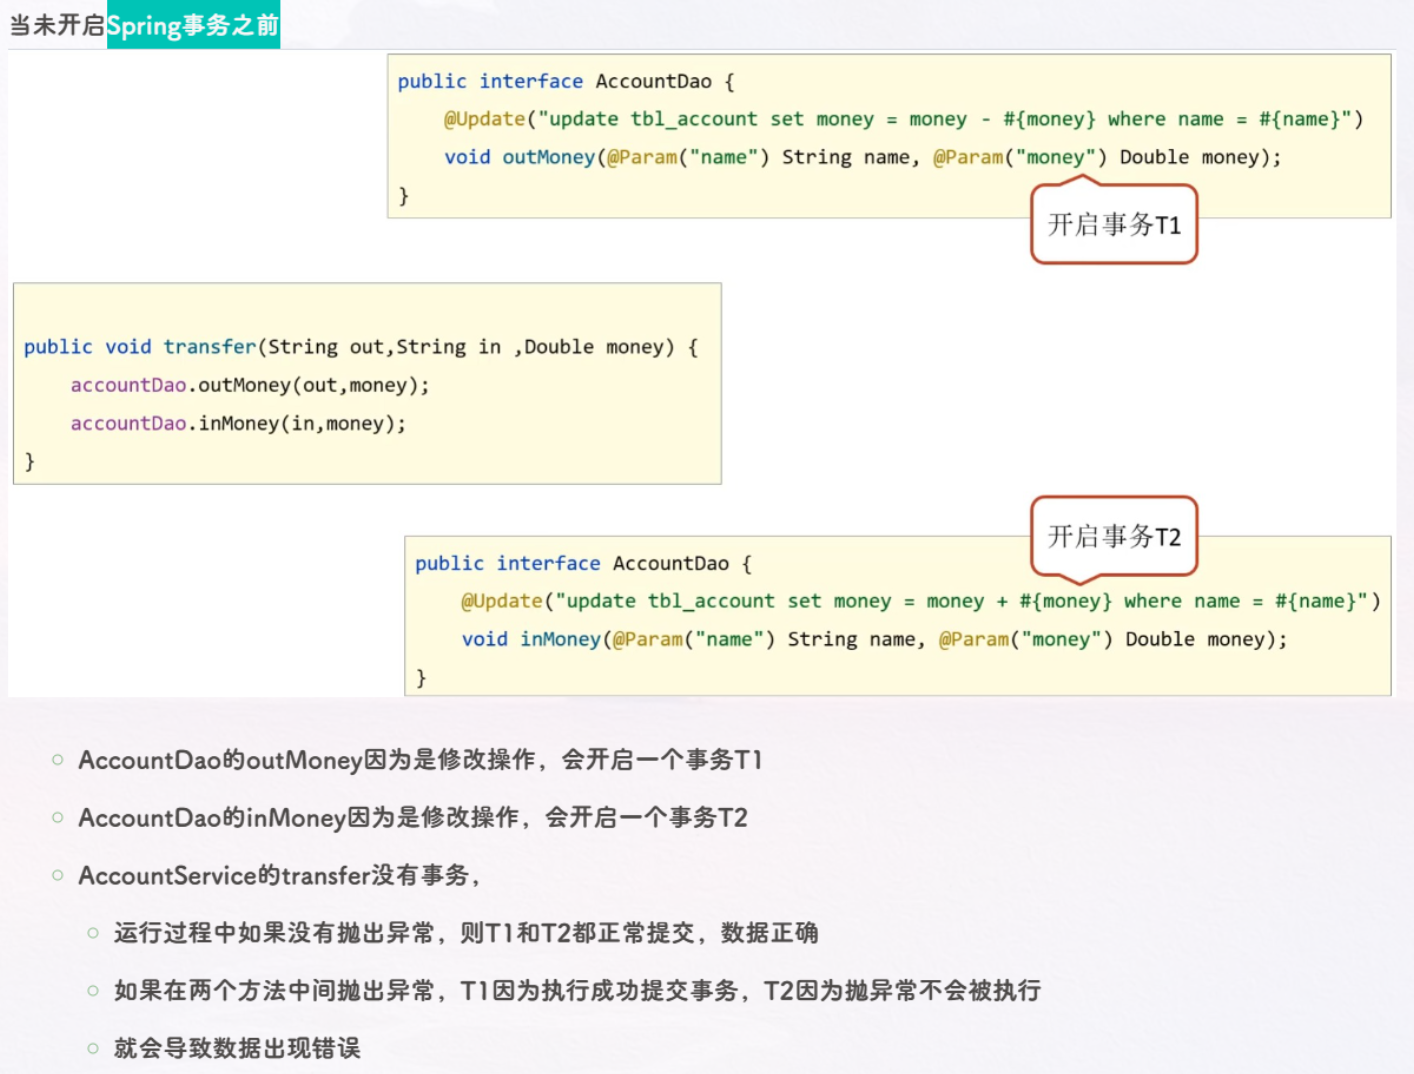 当未开启Spring事务之前
public interface AccountDao {
@Update("update tbl_account set money = money - #{money} where name = #{name}")
void outMoney(@Param("name") String name, @Param("money") Double money);
}
开启事务T1
public void transfer(String out,String in ,Double money) {
accountDao.outMoney(out,money);
accountDao.inMoney(in,money);
}
开启事务T2
public interface AccountDao {
@Update("update tbl_account set money = money + #{money} where name = #{name}")
void inMoney(@Param("name") String name, @Param("money") Double money);
}
AccountDao的outMoney因为是修改操作，会开启一个事务T1
AccountDao的inMoney因为是修改操作，会开启一个事务T2
AccountService的transfer没有事务，
运行过程中如果没有抛出异常，则T1和T2都正常提交，数据正确
如果在两个方法中间抛出异常，T1因为执行成功提交事务，T2因为抛异常不会被执行
就会导致数据出现错误